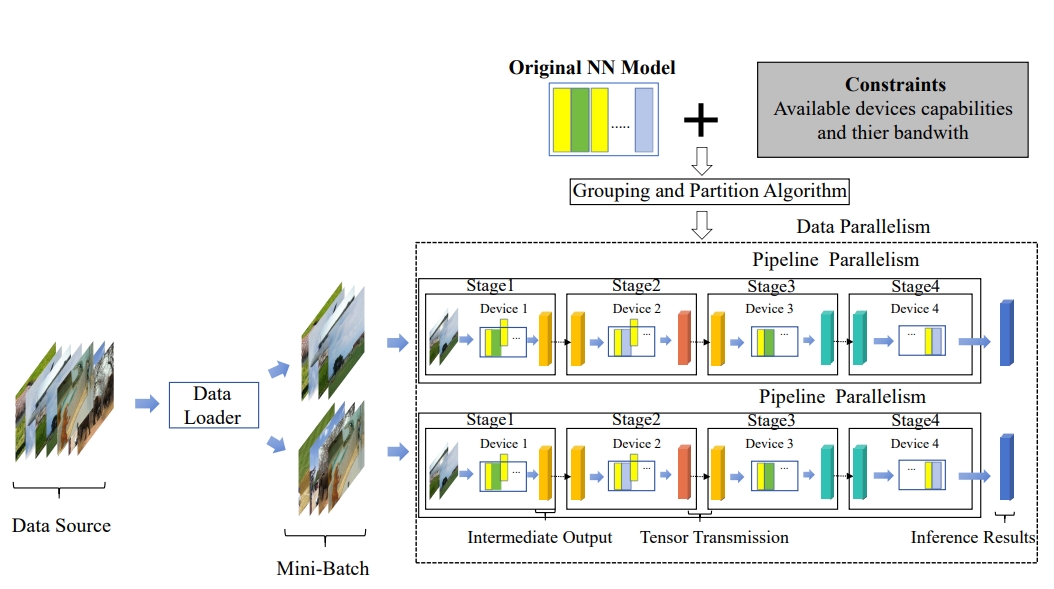 Original NN Model
.....
Constraints
Available devices capabilities
and thier bandwith
Grouping and Partition Algorithm
Data Parallelism
Pipeline Parallelism
Stage1
Stage2
Stage3
Stage4
Device 1
Device 2
Device 3
Device 4
...
...
...
...
Data
Loader
Pipeline Parallelism
Stage1
Stage2
Stage3
Stage4
Device 1
Device 2
Device 3
Device 4
...
...
...
...
Data Source
Mini-Batch
Intermediate Output
Tensor Transmission
Inference Results